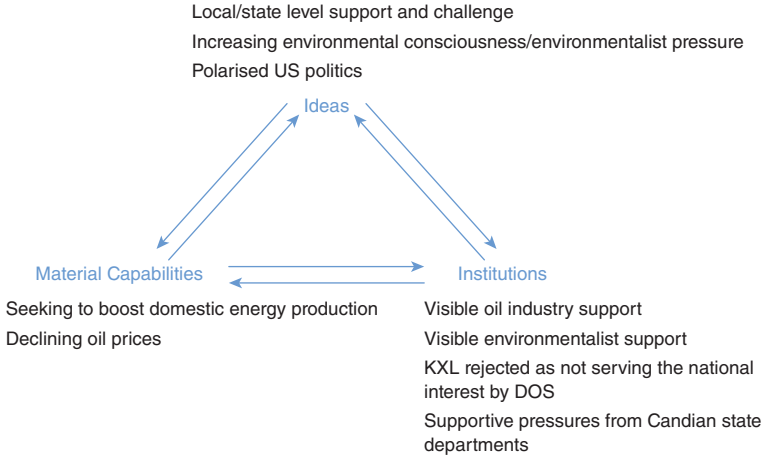 Local/state level support and challenge
Increasing environmental consciousness/environmentalist pressure
Polarised US politics
Ideas
Material Capabilities
Seeking to boost domestic energy production
Declining oil prices
Institutions
Visible oil industry support
Visible environmentalist support
KXL rejected as not serving the national
interest by DOS
Supportive pressures from Candian state
departments